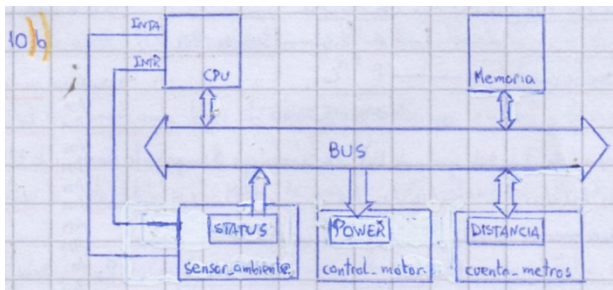 10 b)
INTA
INTR
CPU
Memoria
BUS
STATUS
POWER
DISTANCIA
sensor_ambiente
control_motor
cuenta_metros